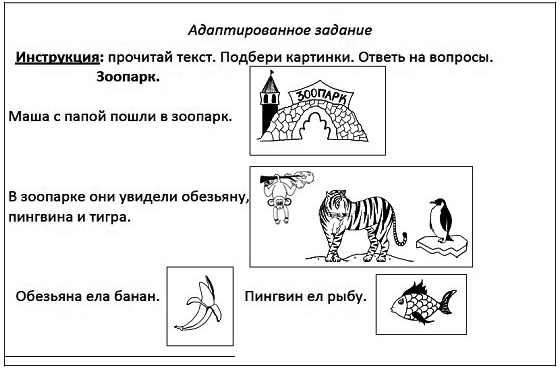 Адаптированное задание
Инструкция: прочитай текст. Подбери картинки. Ответь на вопросы.
Зоопарк.
ЗООПАРК
Маша с папой пошли в зоопарк.
В зоопарке они увидели обезьяну,
пингвина и тигра.
Обезьяна ела банан. Пингвин ел рыбу.